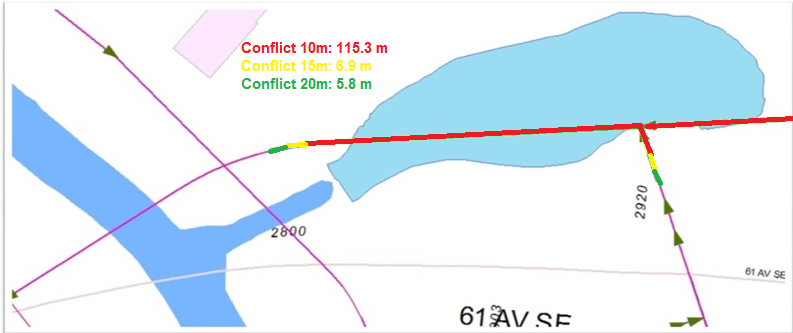 Conflict 10m: 115.3 m
Conflict 15m: 6.9 m
Conflict 20m: 5.8 m
2920
2800
61 AV SE
61 AV SE